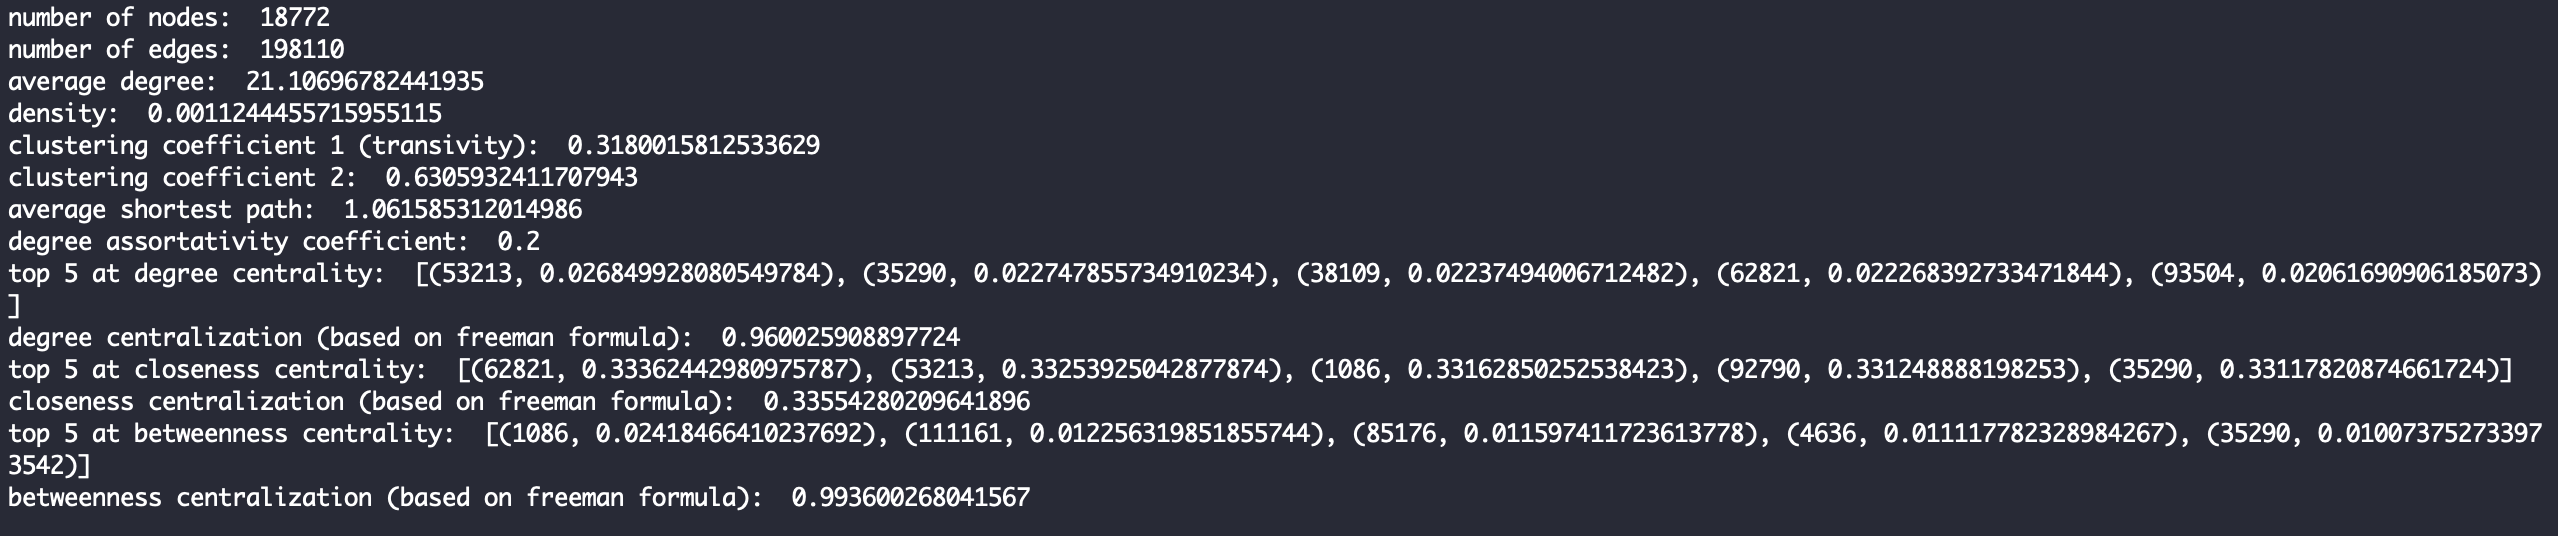 number of nodes:  18772
number of edges:  198110
average degree:  21.10696782441935
density:  0.0011244455715955115
clustering coefficient 1 (transivity):  0.3180015812533629
clustering coefficient 2:  0.6305932411707943
average shortest path:  1.061585312014986
degree assortativity coefficient:  0.2
top 5 at degree centrality:  [(53213, 0.026849928080549784), (35290, 0.022747855734910234), (38109, 0.02237494006712482), (62821, 0.022268392733471844), (93504, 0.02061690906185073)
]
degree centralization (based on freeman formula):  0.960025908897724
top 5 at closeness centrality:  [(62821, 0.33362442980975787), (53213, 0.33253925042877874), (1086, 0.33162850252538423), (92790, 0.331248888198253), (35290, 0.33117820874661724)]
closeness centralization (based on freeman formula):  0.33554280209641896
top 5 at betweenness centrality:  [(1086, 0.02418466410237692), (111161, 0.012256319851855744), (85176, 0.011597411723613778), (4636, 0.011117782328984267), (35290, 0.01007375273397
3542)]
betweenness centralization (based on freeman formula):  0.993600268041567